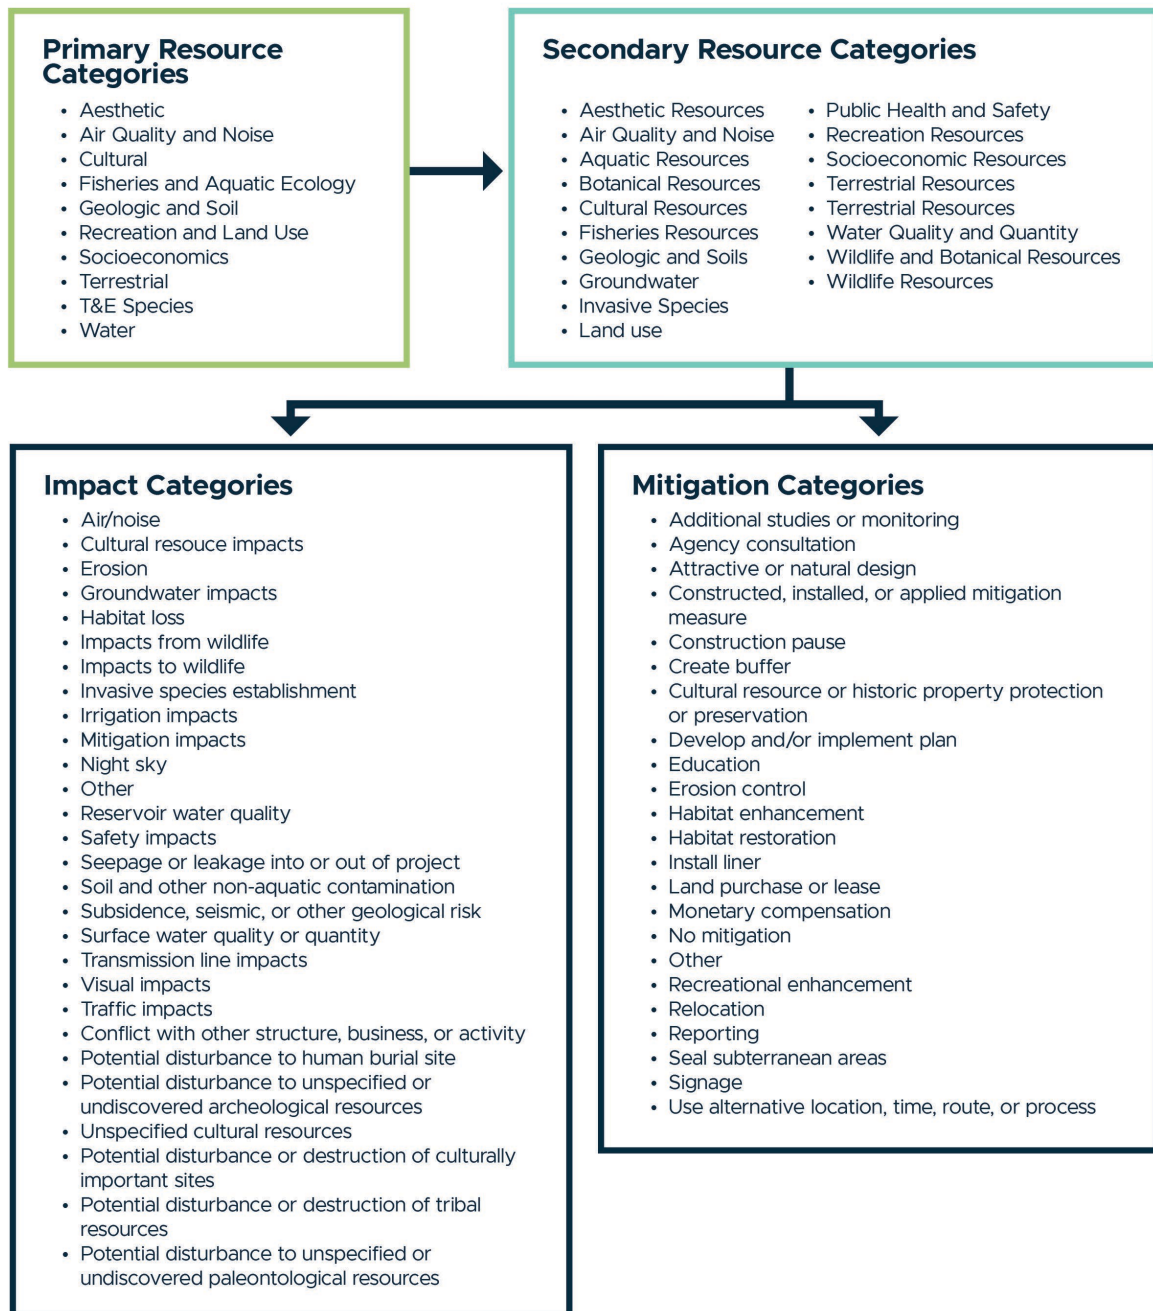 Primary Resource
Categories
• Aesthetic
• Air Quality and Noise
• Cultural
• Fisheries and Aquatic Ecology
• Geologic and Soil
• Recreation and Land Use
• Socioeconomics
• Terrestrial
• T&E Species
• Water
Secondary Resource Categories
• Aesthetic Resources
• Air Quality and Noise
• Aquatic Resources
• Botanical Resources
• Cultural Resources
• Fisheries Resources
• Geologic and Soils
• Groundwater
• Invasive Species
• Land use
• Public Health and Safety
• Recreation Resources
• Socioeconomic Resources
• Terrestrial Resources
• Terrestrial Resources
• Water Quality and Quantity
• Wildlife and Botanical Resources
• Wildlife Resources
Impact Categories
• Air/noise
• Cultural resouce impacts
• Erosion
• Groundwater impacts
• Habitat loss
• Impacts from wildlife
• Impacts to wildlife
• Invasive species establishment
• Irrigation impacts
• Mitigation impacts
• Night sky
• Other
• Reservoir water quality
• Safety impacts
• Seepage or leakage into or out of project
• Soil and other non-aquatic contamination
• Subsidence, seismic, or other geological risk
• Surface water quality or quantity
• Transmission line impacts
• Visual impacts
• Traffic impacts
• Conflict with other structure, business, or activity
• Potential disturbance to human burial site
• Potential disturbance to unspecified or
undiscovered archeological resources
• Unspecified cultural resources
• Potential disturbance or destruction of culturally
important sites
• Potential disturbance or destruction of tribal
resources
• Potential disturbance to unspecified or
undiscovered paleontological resources
Mitigation Categories
• Additional studies or monitoring
• Agency consultation
• Attractive or natural design
• Constructed, installed, or applied mitigation
measure
• Construction pause
• Create buffer
• Cultural resource or historic property protection
or preservation
• Develop and/or implement plan
• Education
• Erosion control
• Habitat enhancement
• Habitat restoration
• Install liner
• Land purchase or lease
• Monetary compensation
• No mitigation
• Other
• Recreational enhancement
• Relocation
• Reporting
• Seal subterranean areas
• Signage
• Use alternative location, time, route, or process